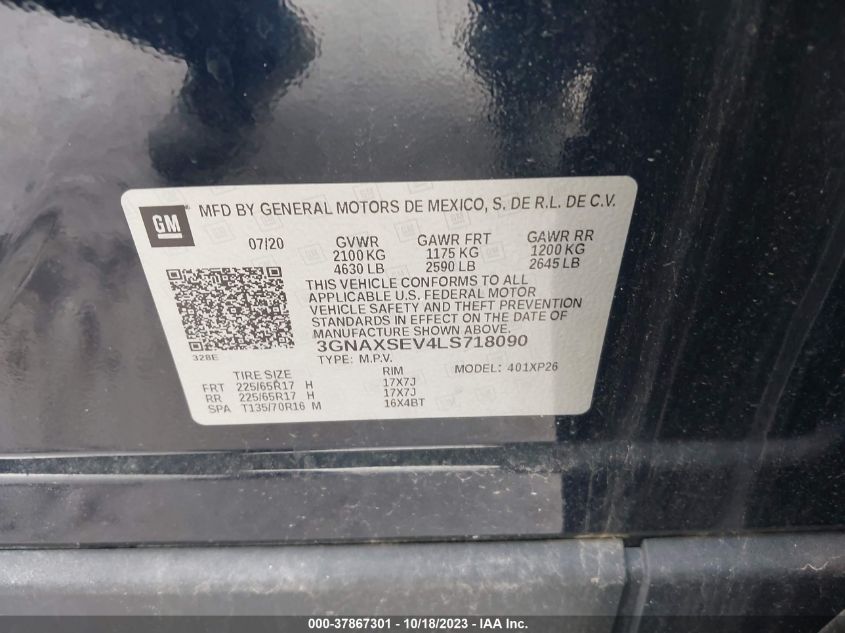 GM MFD BY GENERAL MOTORS DE MEXICO, S. DE R.L. DE C.V.
07/20 GVWR GAWR FRT GAWR RR
2100 KG 1175 KG 1200 KG
4630 LB 2590 LB 2645 LB
THIS VEHICLE CONFORMS TO ALL
APPLICABLE U.S. FEDERAL MOTOR
VEHICLE SAFETY AND THEFT PREVENTION
STANDARDS IN EFFECT ON THE DATE OF
MANUFACTURE SHOWN ABOVE.
328E
3GNAXSEV4LS718090
TYPE: M.P.V. MODEL: 401XP26
TIRE SIZE RIM
FRT 225/65R17 H 17X7J
RR 225/65R17 H 17X7J
SPA T135/70R16 M 16X4BT
000-37867301 - 10/18/2023 - IAA Inc.